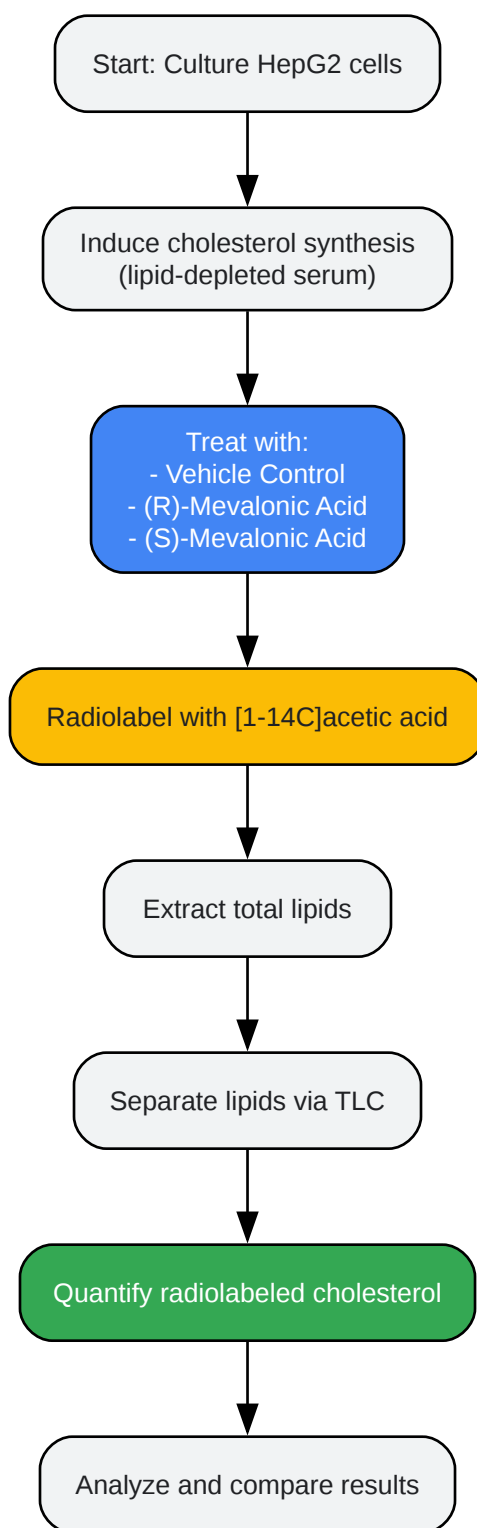 Start: Culture HepG2 cells
Induce cholesterol synthesis
(lipid-depleted serum)
Treat with:
- Vehicle Control
- (R)-Mevalonic Acid
- (S)-Mevalonic Acid
Radiolabel with [1-14C]acetic acid
Extract total lipids
Separate lipids via TLC
Quantify radiolabeled cholesterol
Analyze and compare results